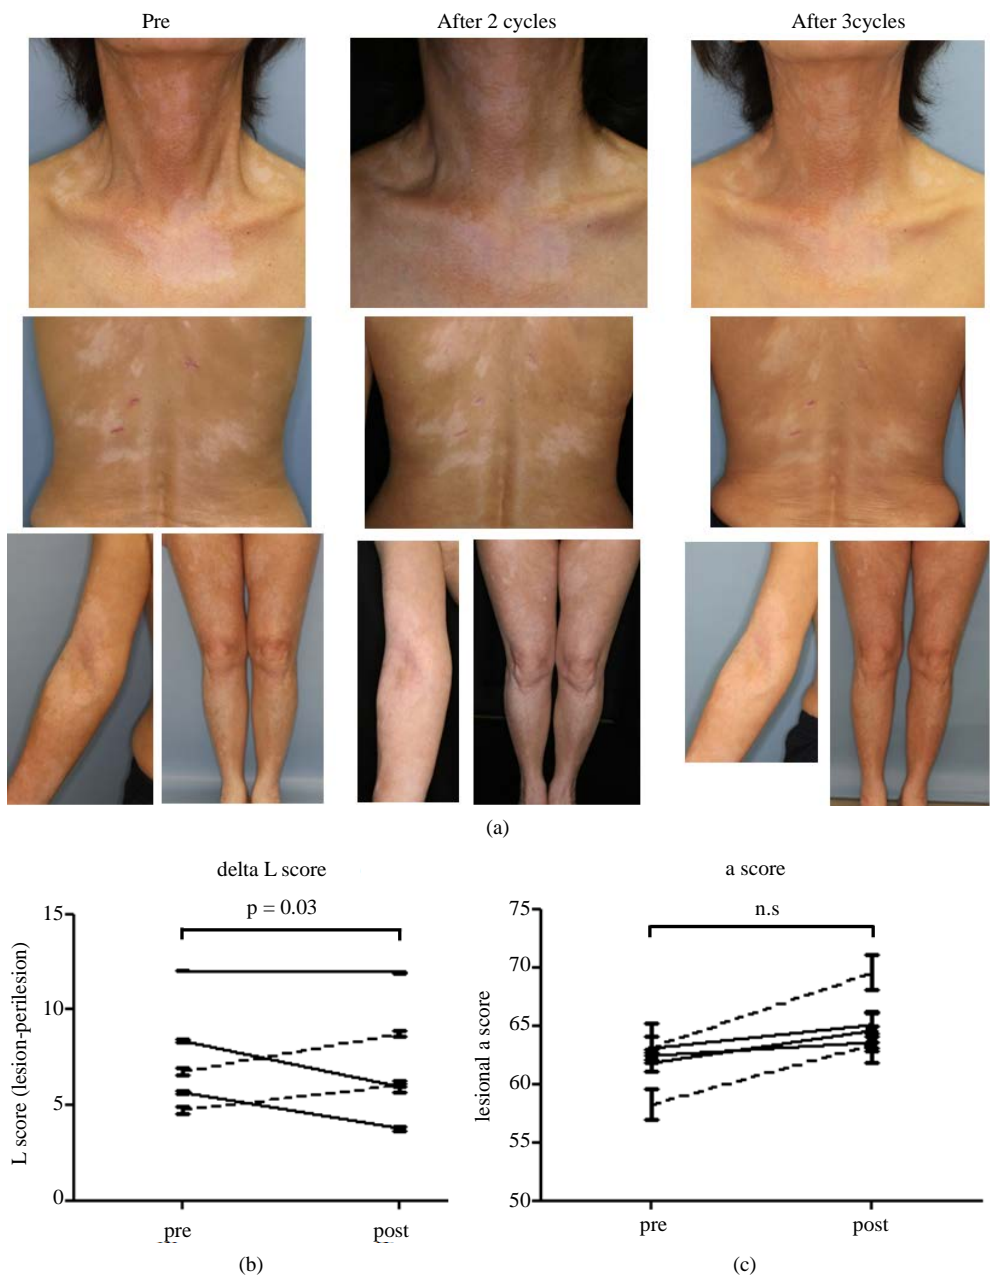 Pre
After 2 cycles
After 3cycles
(a)
delta L score
p = 0.03
15
10
5
0
L score (lesion-perilesion)
pre
post
(b)
a score
n.s
75
70
65
60
55
50
lesional a score
pre
post
(c)